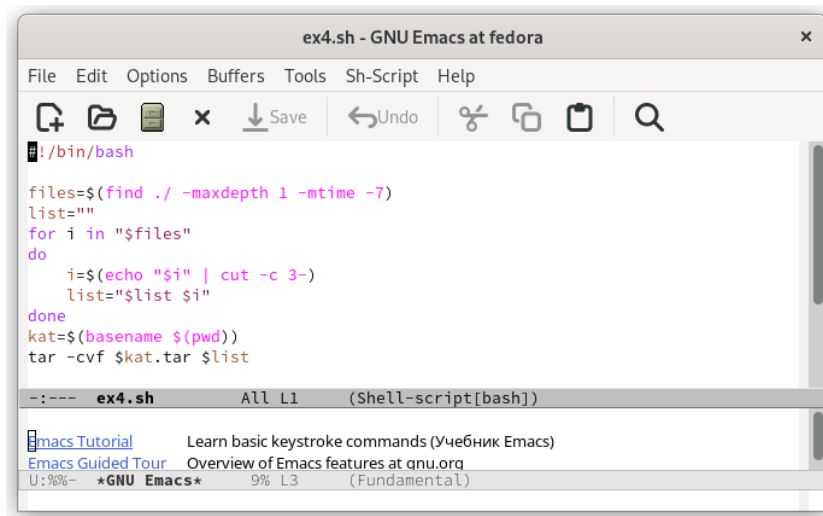 ex4.sh - GNU Emacs at fedora
File Edit Options Buffers Tools Sh-Script Help
Save Undo
#!/bin/bash
files=$(find ./ -maxdepth 1 -mtime -7)
list=""
for i in "$files"
do
    i=$(echo "$i" | cut -c 3-)
    list="$list $i"
done
kat=$(basename $(pwd))
tar -cvf $kat.tar $list
-:--- ex4.sh All L1 (Shell-script[bash])
Emacs Tutorial Learn basic keystroke commands (Учебник Emacs)
Emacs Guided Tour Overview of Emacs features at gnu.org
U:%%- *GNU Emacs* 9% L3 (Fundamental)